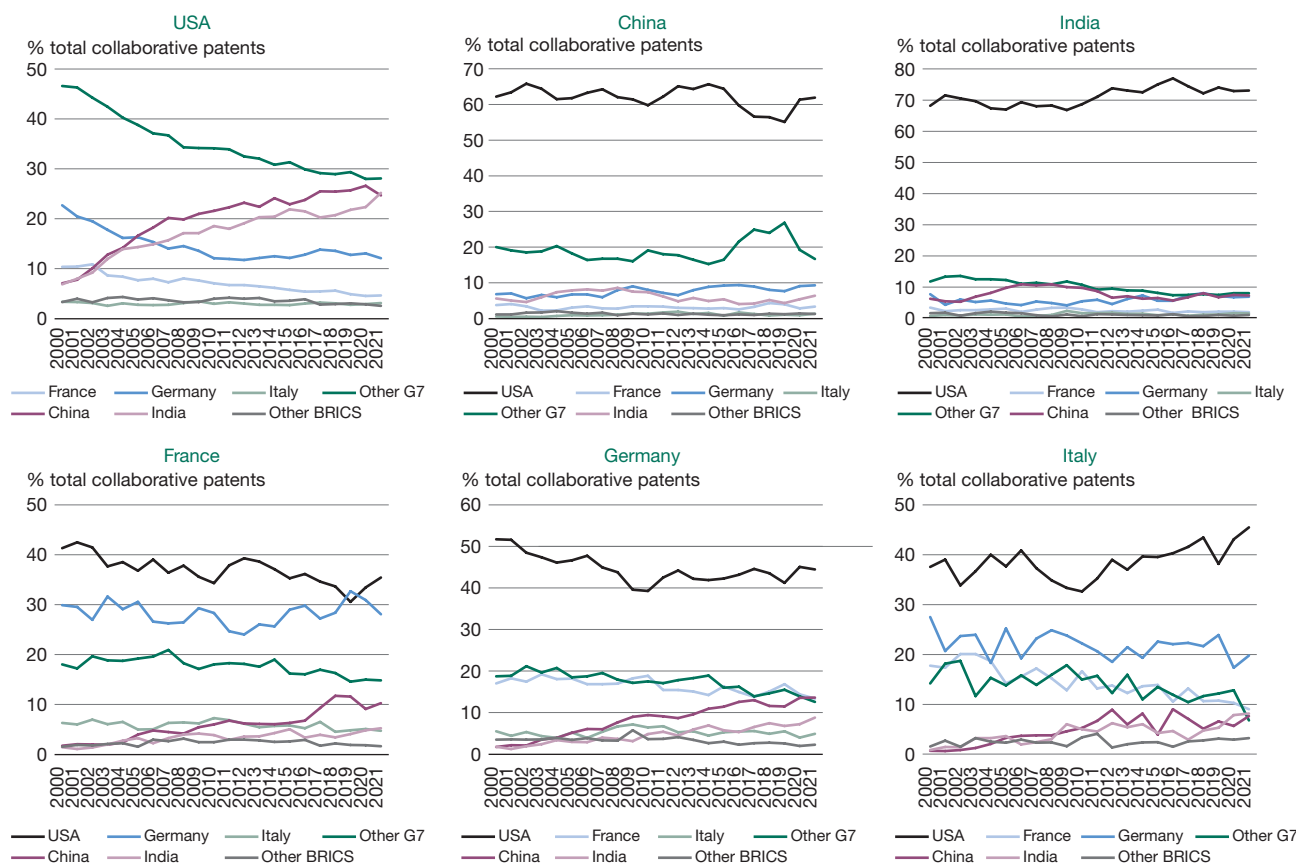 USA
% total collaborative patents
50
40
30
20
10
0
2000 2001 2002 2003 2004 2005 2006 2007 2008 2009 2010 2011 2012 2013 2014 2015 2016 2017 2018 2019 2020 2021
France Germany Italy Other G7
China India Other BRICS
China
% total collaborative patents
70
60
50
40
30
20
10
0
2000 2001 2002 2003 2004 2005 2006 2007 2008 2009 2010 2011 2012 2013 2014 2015 2016 2017 2018 2019 2020 2021
USA France Germany Italy
Other G7 India Other BRICS
India
% total collaborative patents
80
70
60
50
40
30
20
10
0
2000 2001 2002 2003 2004 2005 2006 2007 2008 2009 2010 2011 2012 2013 2014 2015 2016 2017 2018 2019 2020 2021
USA France Germany Italy
Other G7 China Other BRICS
France
% total collaborative patents
50
40
30
20
10
0
2000 2001 2002 2003 2004 2005 2006 2007 2008 2009 2010 2011 2012 2013 2014 2015 2016 2017 2018 2019 2020 2021
USA Germany Italy Other G7
China India Other BRICS
Germany
% total collaborative patents
60
50
40
30
20
10
0
2000 2001 2002 2003 2004 2005 2006 2007 2008 2009 2010 2011 2012 2013 2014 2015 2016 2017 2018 2019 2020 2021
USA France Italy Other G7
China India Other BRICS
Italy
% total collaborative patents
50
40
30
20
10
0
2000 2001 2002 2003 2004 2005 2006 2007 2008 2009 2010 2011 2012 2013 2014 2015 2016 2017 2018 2019 2020 2021
USA France Germany Other G7
China India Other BRICS